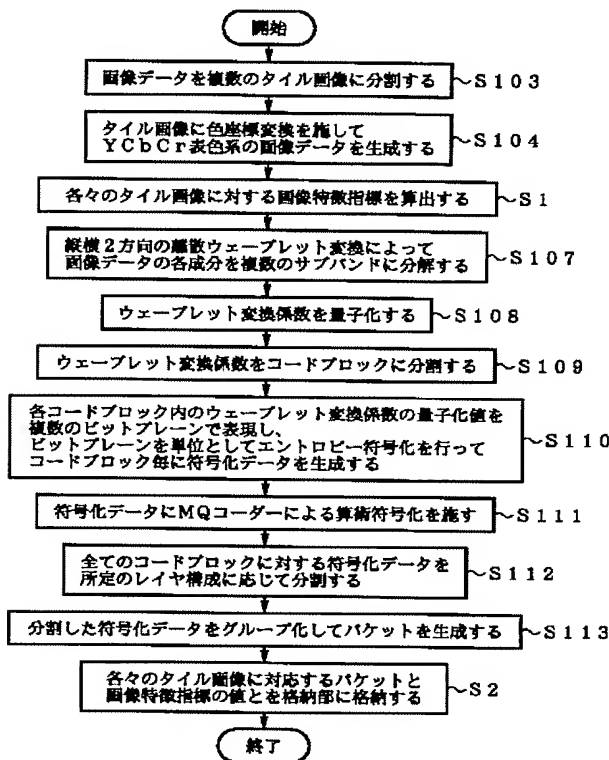 開始
画像データを複数のタイル画像に分割する
～S103
タイル画像に色座標変換を施して
YCbCr表色系の画像データを生成する
～S104
各々のタイル画像に対する画像特徴指標を算出する
～S1
縦横2方向の離散ウェーブレット変換によって
画像データの各成分を複数のサブバンドに分解する
～S107
ウェーブレット変換係数を量子化する
～S108
ウェーブレット変換係数をコードブロックに分割する
～S109
各コードブロック内のウェーブレット変換係数の量子化値を
複数のビットプレーンで表現し、
ビットプレーンを単位としてエントロピー符号化を行って
コードブロック毎に符号化データを生成する
～S110
符号化データにMQコーダーによる算術符号化を施す
～S111
全てのコードブロックに対する符号化データを
所定のレイヤ構成に応じて分割する
～S112
分割した符号化データをグループ化してパケットを生成する
～S113
各々のタイル画像に対応するパケットと
画像特徴指標の値とを格納部に格納する
～S2
終了